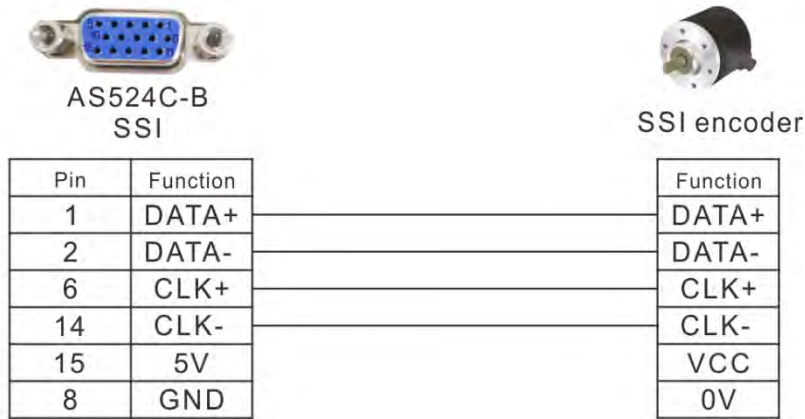 AS524C-B
SSI
SSI encoder
Pin Function
1 DATA+
2 DATA-
6 CLK+
14 CLK-
15 5V
8 GND
Function
DATA+
DATA-
CLK+
CLK-
VCC
0V